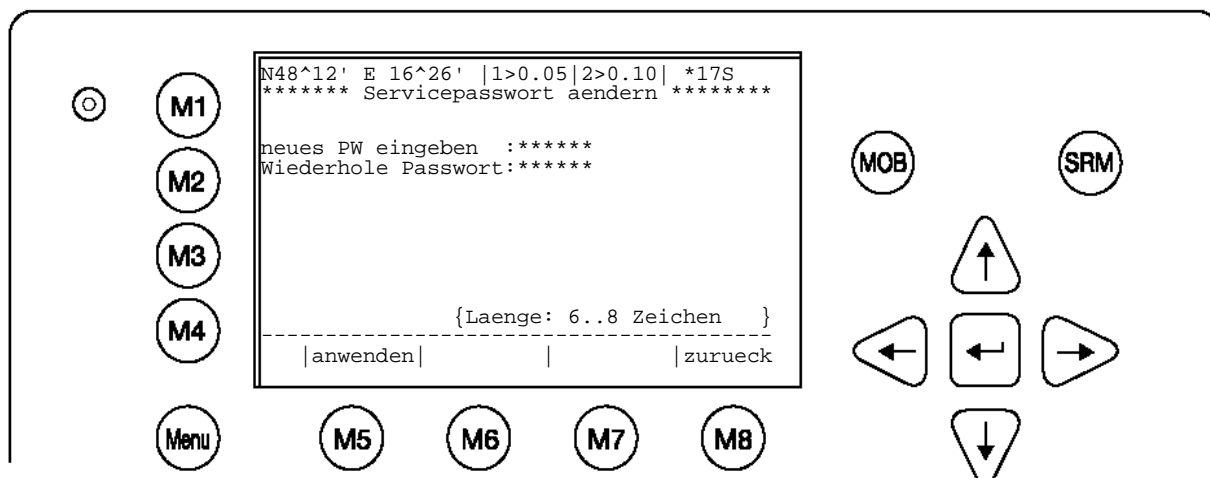 N48^12' E 16^26' |1>0.05|2>0.10| *17S
******* Servicepasswort aendern ********
M1
neues PW eingeben :******
Wiederhole Passwort:******
M2
MOB
SRM
M3
M4
{Laenge: 6..8 Zeichen }
----------------------------------------
|anwenden| | |zurueck
Menu
M5
M6
M7
M8